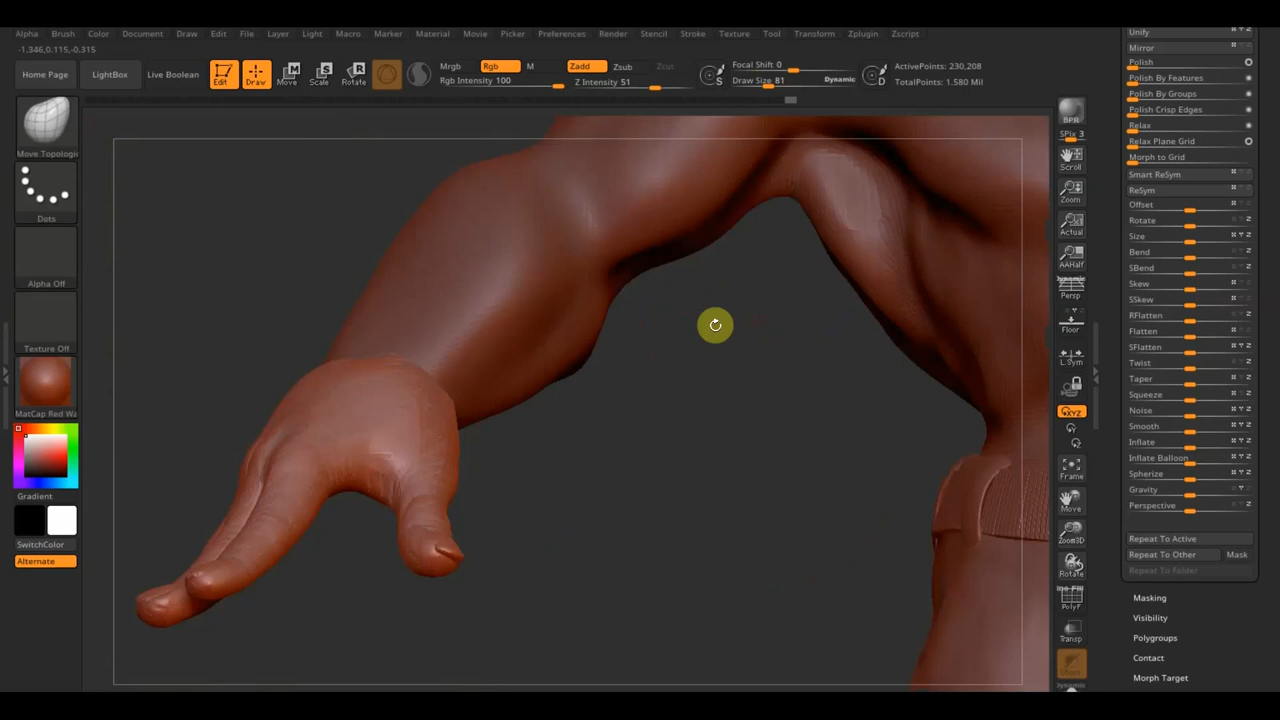 Alpha Brush Color Document Draw Edit File Layer Light Macro Marker Material Movie Picker Preferences Render Stencil Stroke Texture Tool Transform Zplugin Zscript
-1.346,0.115,-0.315
Home Page
LightBox
Live Boolean
Edit
Draw
Move
Scale
Rotate
Mrgb Rgb M
Rgb Intensity 100
Zadd Zsub Zcut
Z Intensity 51
S
Focal Shift 0
Draw Size 81 Dynamic
D
ActivePoints: 230,208
TotalPoints: 1.580 Mil
Move Topologic
Dots
Alpha Off
Texture Off
MatCap Red Wa
Gradient
SwitchColor
Alternate
BPR
SPix 3
Scroll
Zoom
Actual
AAHalf
Dynamic
Persp
Floor
L.Sym
XYZ
Y
Z
Frame
Move
Zoom3D
Rotate
PolyF
Transp
Dynamic
Unify
Mirror
Polish
Polish By Features
Polish By Groups
Polish Crisp Edges
Relax
Relax Plane Grid
Morph to Grid
Smart ReSym
ReSym
Offset
Rotate
Size
Bend
SBend
Skew
SSkew
RFlatten
Flatten
SFlatten
Twist
Taper
Squeeze
Noise
Smooth
Inflate
Inflate Balloon
Spherize
Gravity
Perspective
Repeat To Active
Repeat To Other Mask
Repeat To Folder
Masking
Visibility
Polygroups
Contact
Morph Target